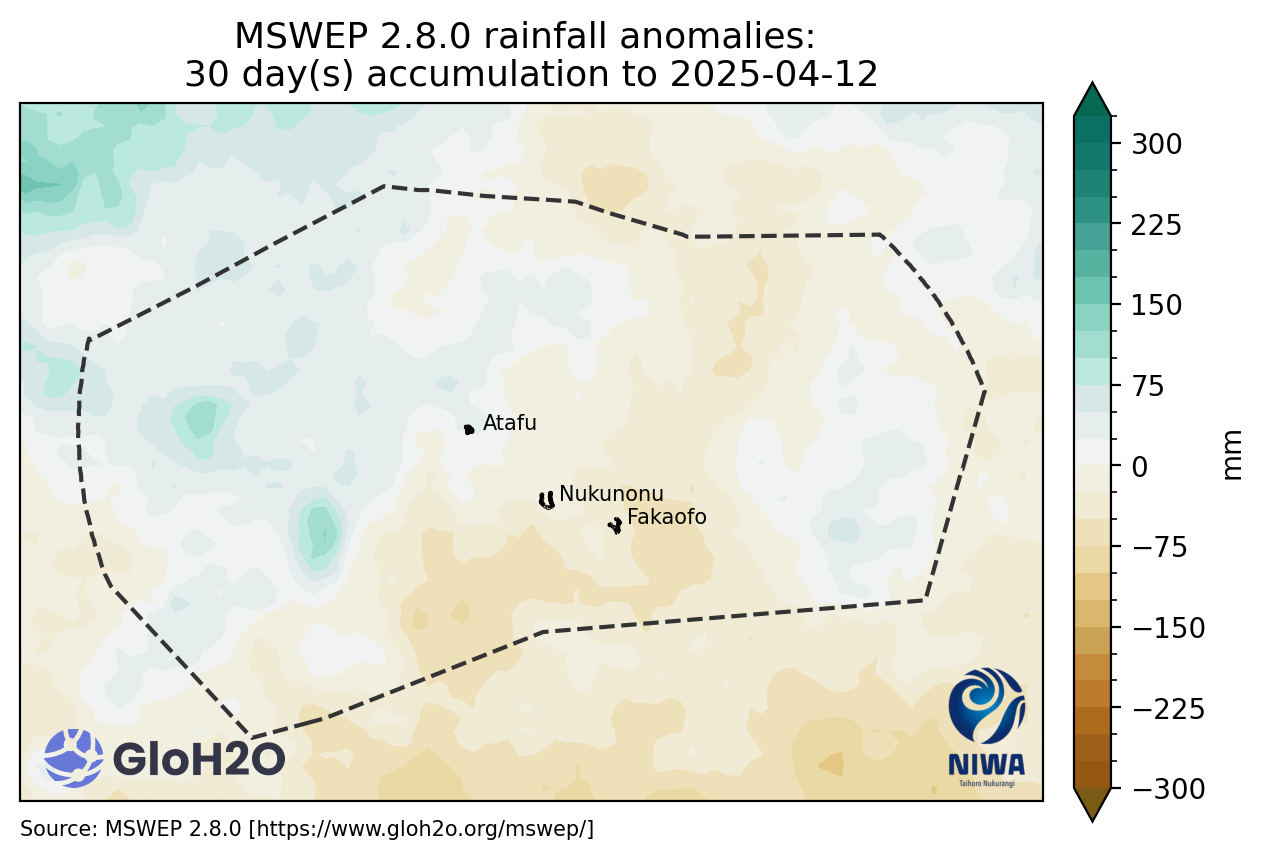 MSWEP 2.8.0 rainfall anomalies:
30 day(s) accumulation to 2025-04-12
300
225
150
75
0
−75
−150
−225
−300
mm
Atafu
Nukunonu
Fakaofo
GloH2O
NIWA
Taihoro Nukurangi
Source: MSWEP 2.8.0 [https://www.gloh2o.org/mswep/]